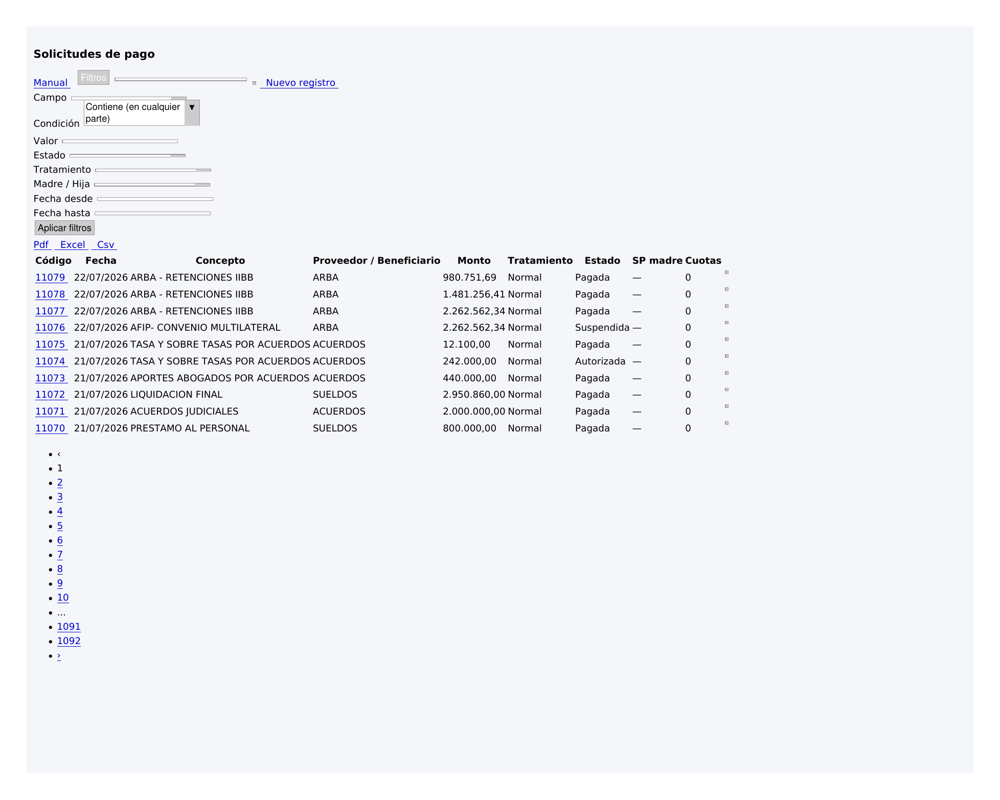 Solicitudes de pago
Manual Filtros Nuevo registro
Campo
Condición Contiene (en cualquier parte) ▼
Valor
Estado
Tratamiento
Madre / Hija
Fecha desde
Fecha hasta
Aplicar filtros
Pdf Excel Csv
Código Fecha Concepto Proveedor / Beneficiario Monto Tratamiento Estado SP madre Cuotas
11079 22/07/2026 ARBA - RETENCIONES IIBB ARBA 980.751,69 Normal Pagada — 0
11078 22/07/2026 ARBA - RETENCIONES IIBB ARBA 1.481.256,41 Normal Pagada — 0
11077 22/07/2026 ARBA - RETENCIONES IIBB ARBA 2.262.562,34 Normal Pagada — 0
11076 22/07/2026 AFIP- CONVENIO MULTILATERAL ARBA 2.262.562,34 Normal Suspendida — 0
11075 21/07/2026 TASA Y SOBRE TASAS POR ACUERDOS ACUERDOS 12.100,00 Normal Pagada — 0
11074 21/07/2026 TASA Y SOBRE TASAS POR ACUERDOS ACUERDOS 242.000,00 Normal Autorizada — 0
11073 21/07/2026 APORTES ABOGADOS POR ACUERDOS ACUERDOS 440.000,00 Normal Pagada — 0
11072 21/07/2026 LIQUIDACION FINAL SUELDOS 2.950.860,00 Normal Pagada — 0
11071 21/07/2026 ACUERDOS JUDICIALES ACUERDOS 2.000.000,00 Normal Pagada — 0
11070 21/07/2026 PRESTAMO AL PERSONAL SUELDOS 800.000,00 Normal Pagada — 0
• ‹
• 1
• 2
• 3
• 4
• 5
• 6
• 7
• 8
• 9
• 10
• ...
• 1091
• 1092
• ›